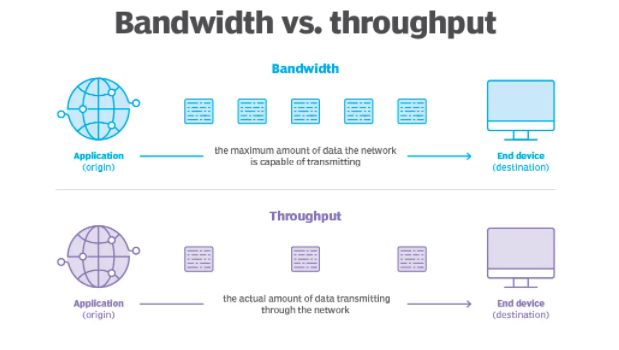 Bandwidth vs. throughput
Bandwidth
Application
(origin)
the maximum amount of data the network
is capable of transmitting
End device
(destination)
Throughput
Application
(origin)
the actual amount of data transmitting
through the network
End device
(destination)